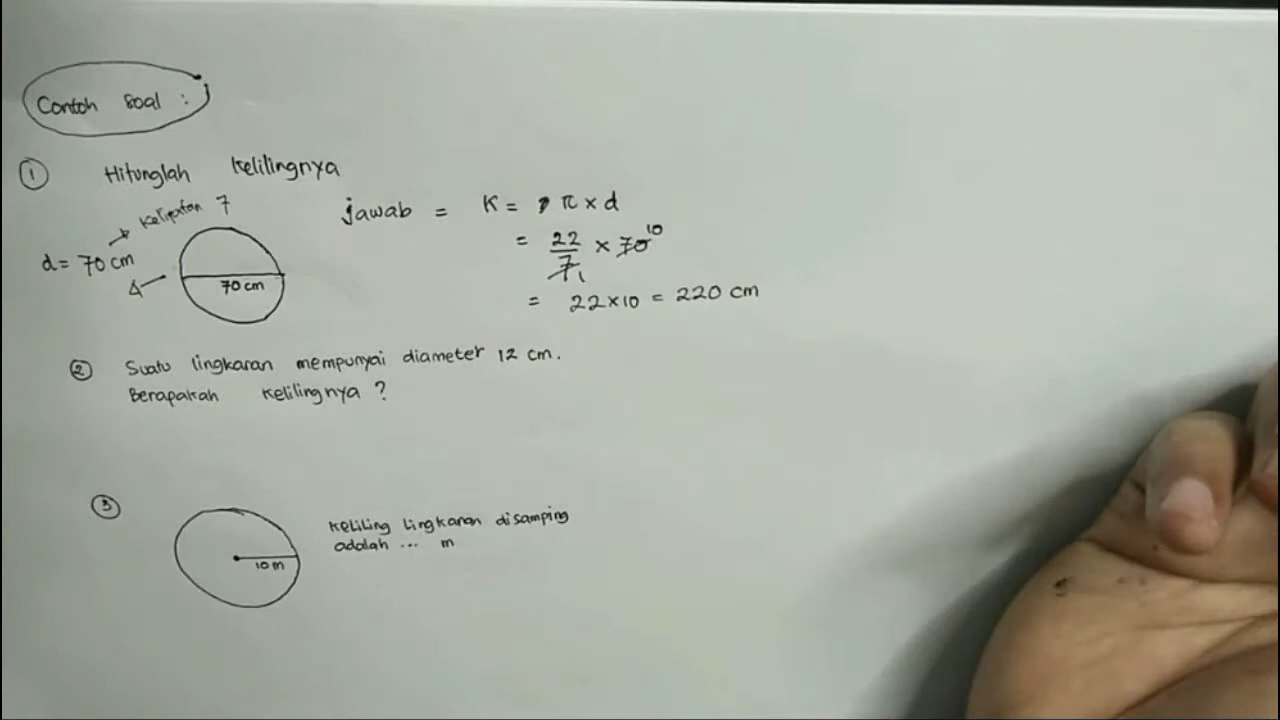 Contoh soal :
① Hitunglah kelilingnya
d = 70 cm → kelipatan 7
70 cm
jawab = K = π × d
= 22/7 × 70 10
1
= 22 × 10 = 220 cm
② Suatu lingkaran mempunyai diameter 12 cm.
Berapakah kelilingnya ?
③
10 m
Keliling lingkaran disamping
adalah ... m